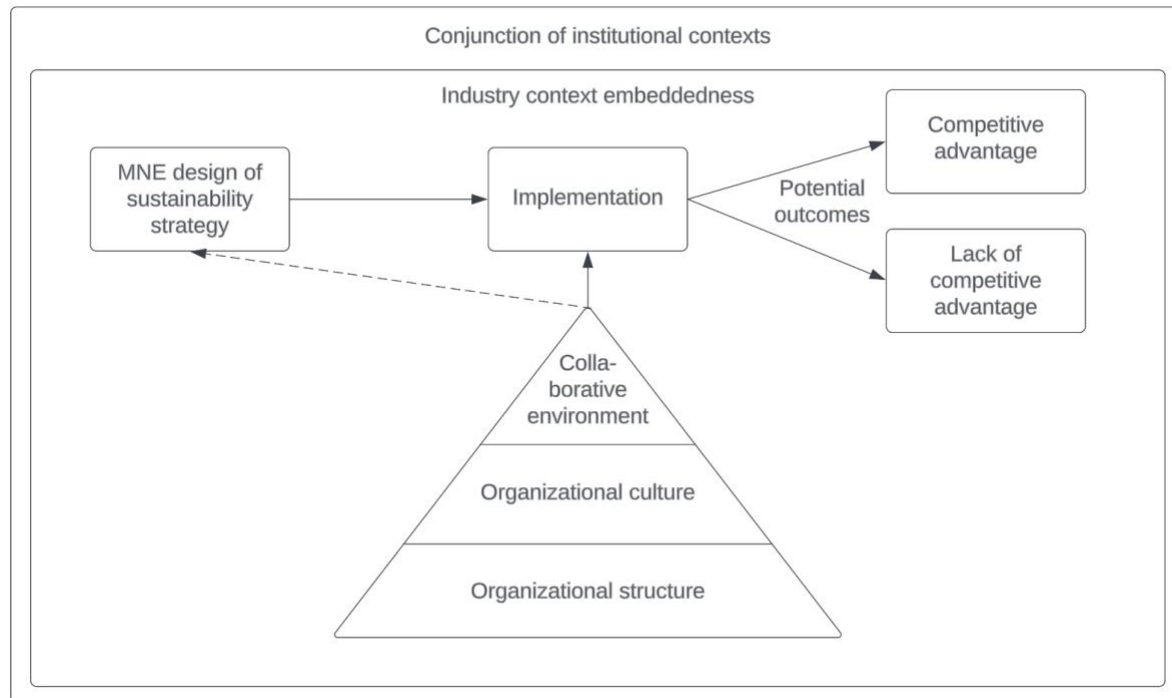 Conjunction of institutional contexts
Industry context embeddedness
MNE design of
sustainability
strategy
Implementation
Potential
outcomes
Competitive
advantage
Lack of
competitive
advantage
Colla-
borative
environment
Organizational culture
Organizational structure